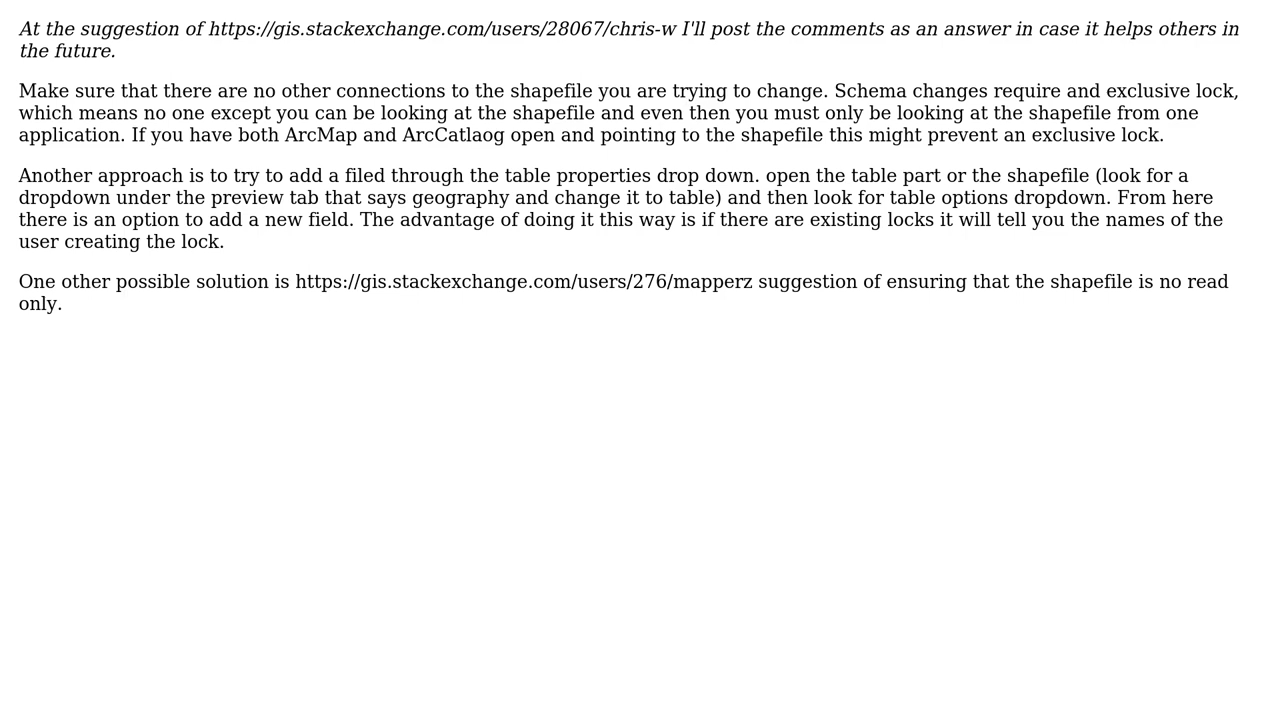 At the suggestion of https://gis.stackexchange.com/users/28067/chris-w I'll post the comments as an answer in case it helps others in
the future.
Make sure that there are no other connections to the shapefile you are trying to change. Schema changes require and exclusive lock,
which means no one except you can be looking at the shapefile and even then you must only be looking at the shapefile from one
application. If you have both ArcMap and ArcCatlaog open and pointing to the shapefile this might prevent an exclusive lock.
Another approach is to try to add a filed through the table properties drop down. open the table part or the shapefile (look for a
dropdown under the preview tab that says geography and change it to table) and then look for table options dropdown. From here
there is an option to add a new field. The advantage of doing it this way is if there are existing locks it will tell you the names of the
user creating the lock.
One other possible solution is https://gis.stackexchange.com/users/276/mapperz suggestion of ensuring that the shapefile is no read
only.